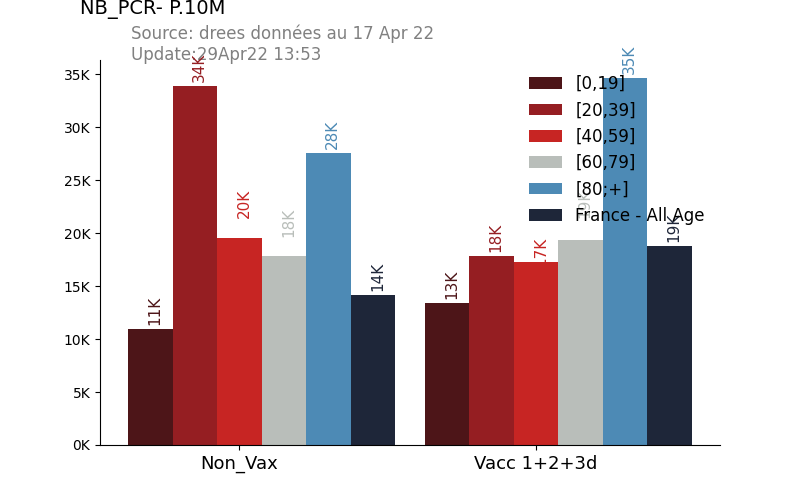 NB_PCR- P.10M
Source: drees données au 17 Apr 22
Update:29Apr22 13:53
35K
30K
25K
20K
15K
10K
5K
0K
11K
34K
20K
18K
28K
14K
13K
18K
17K
19K
35K
19K
[0,19]
[20,39]
[40,59]
[60,79]
[80;+]
France - All Age
Non_Vax
Vacc 1+2+3d